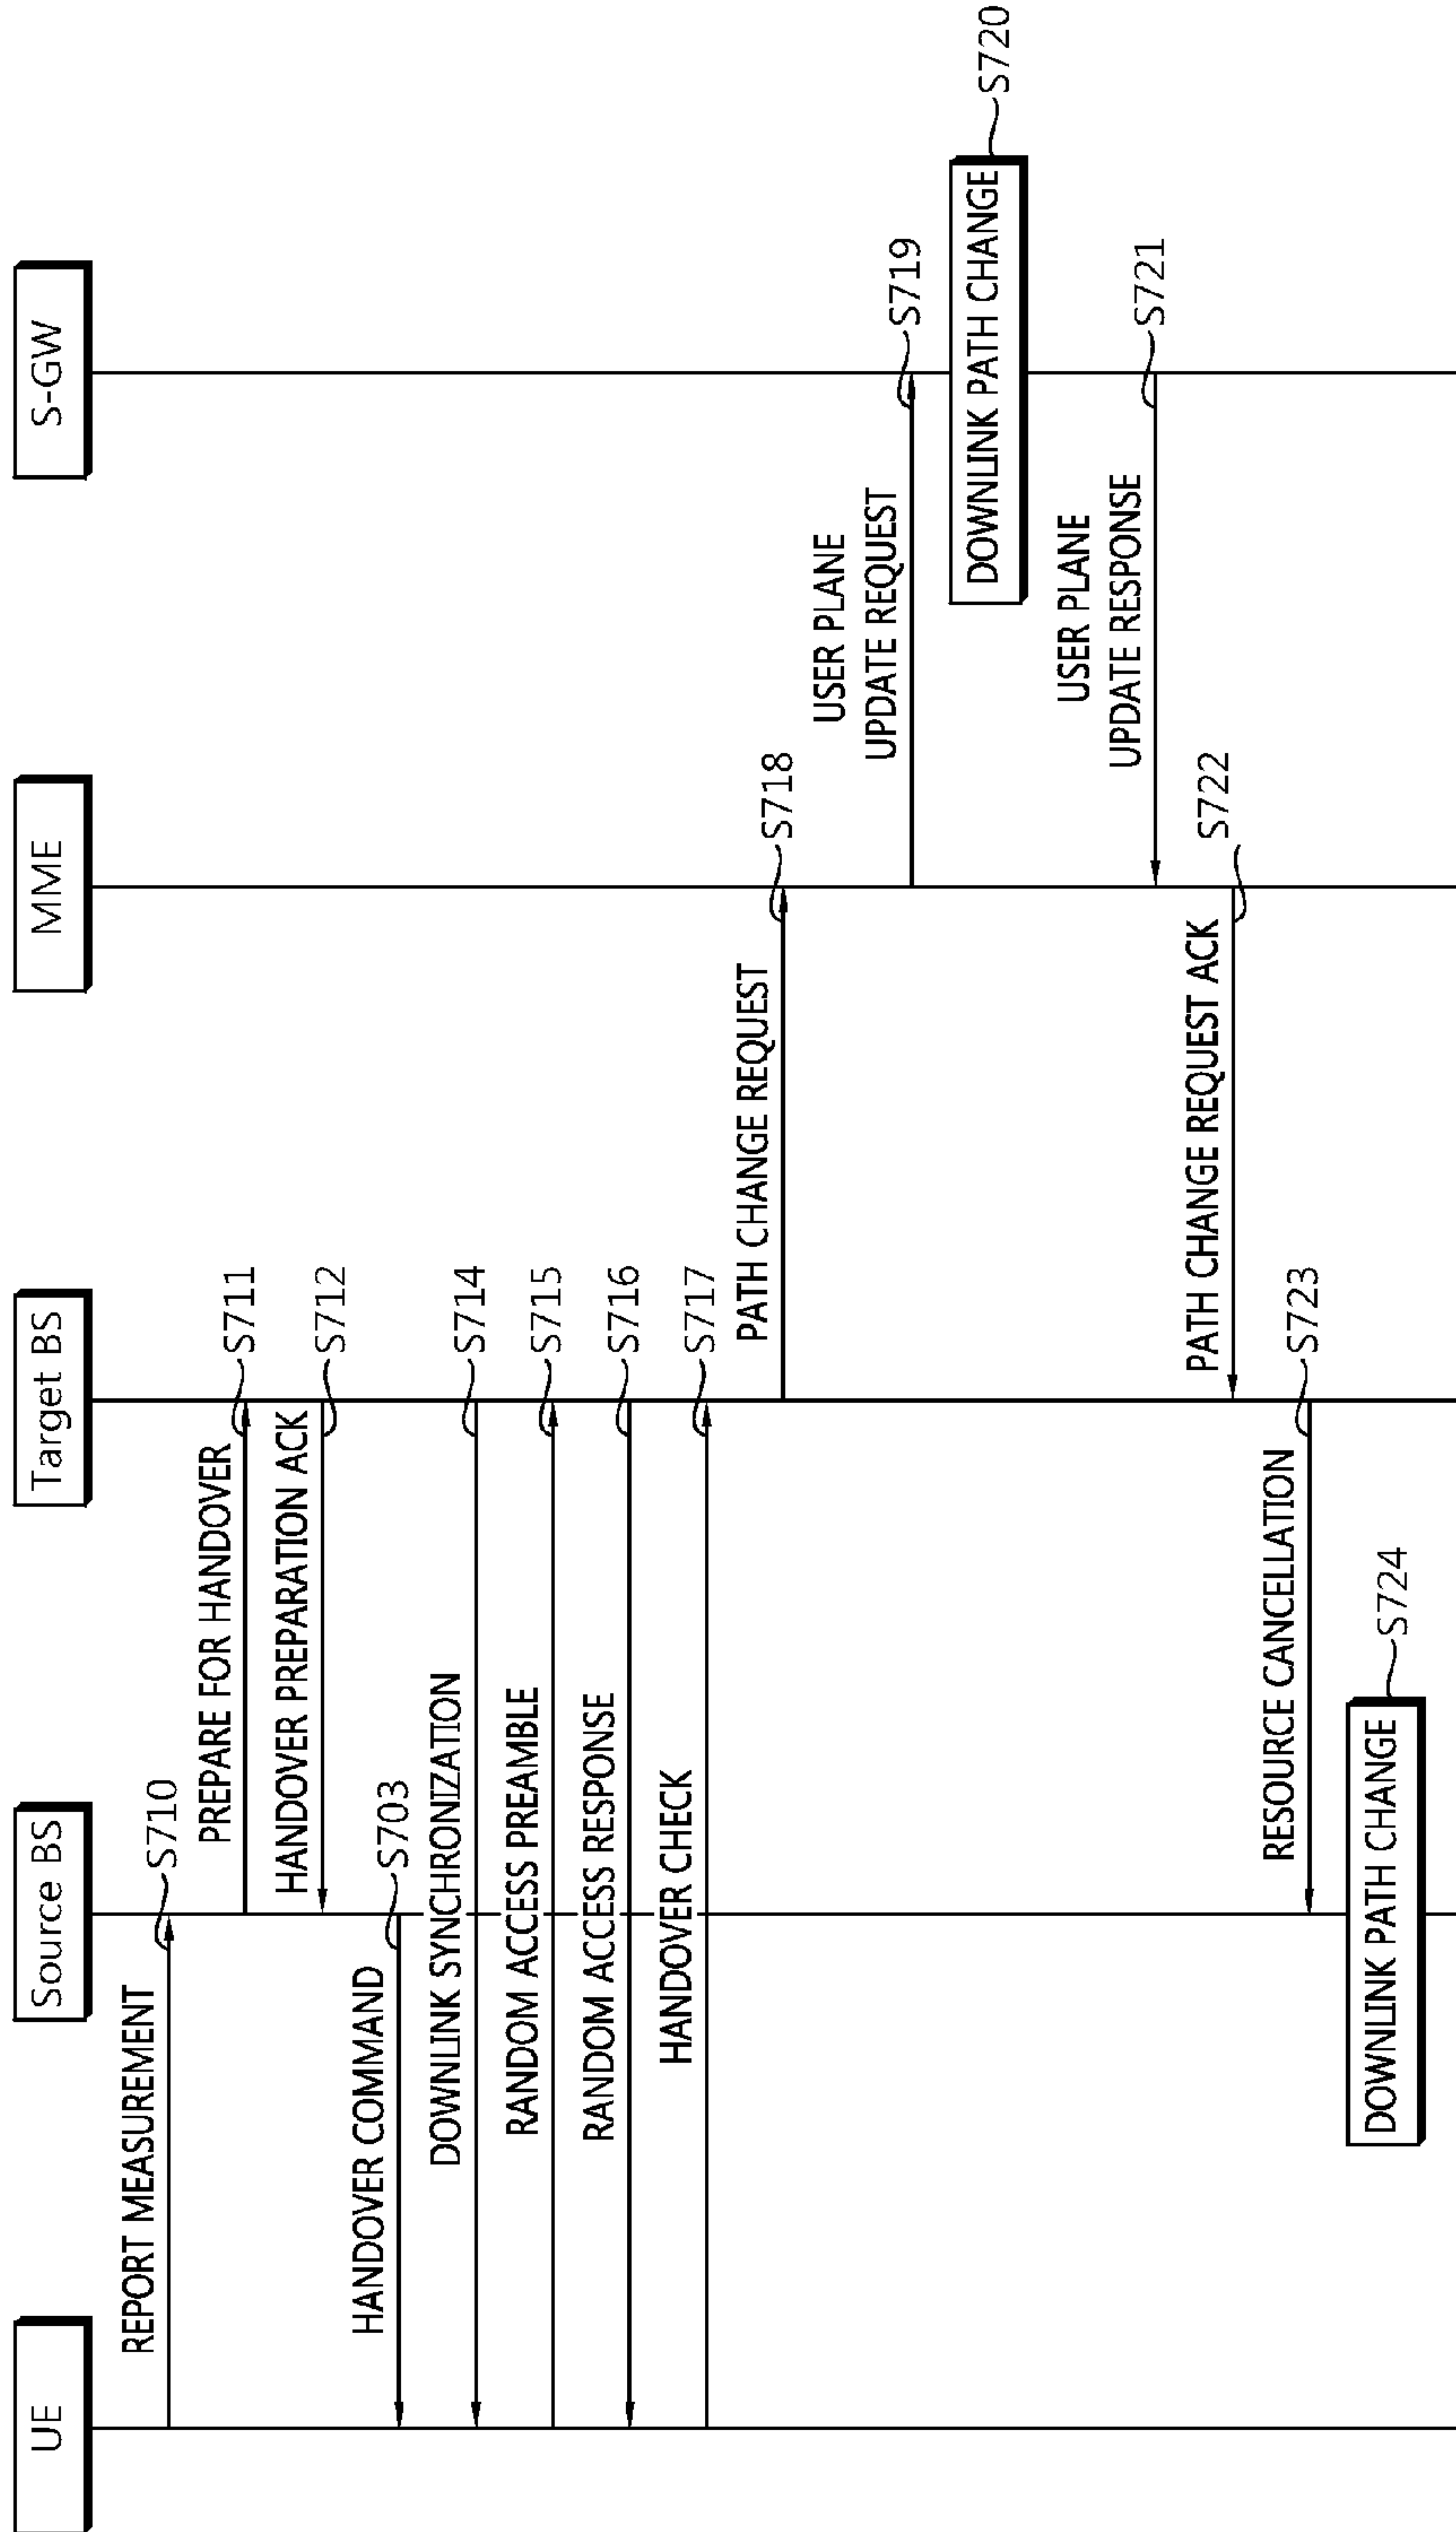 UE
Source BS
Target BS
MME
S-GW
REPORT MEASUREMENT
S710
PREPARE FOR HANDOVER
S711
HANDOVER PREPARATION ACK
S712
HANDOVER COMMAND
S703
DOWNLINK SYNCHRONIZATION
S714
RANDOM ACCESS PREAMBLE
S715
RANDOM ACCESS RESPONSE
S716
HANDOVER CHECK
S717
PATH CHANGE REQUEST
S718
USER PLANE
UPDATE REQUEST
S719
DOWNLINK PATH CHANGE
S720
USER PLANE
UPDATE RESPONSE
S721
PATH CHANGE REQUEST ACK
S722
RESOURCE CANCELLATION
S723
DOWNLINK PATH CHANGE
S724